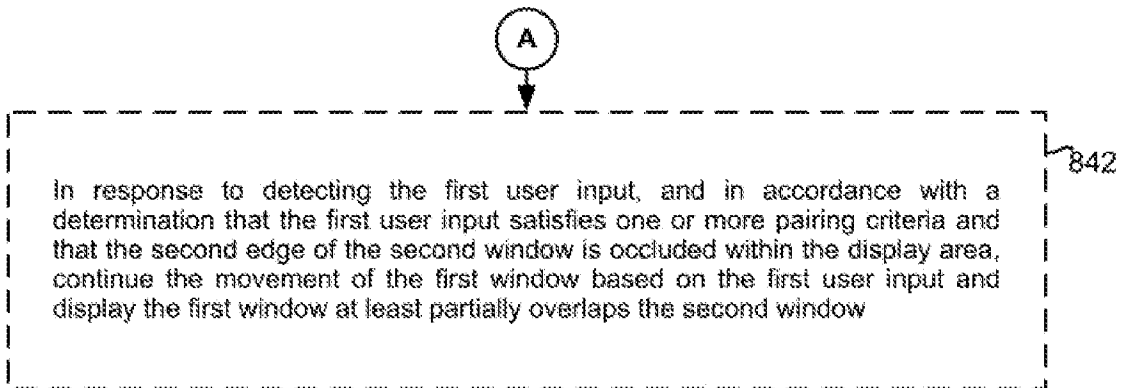 A
842
In response to detecting the first user input, and in accordance with a
determination that the first user input satisfies one or more pairing criteria and
that the second edge of the second window is occluded within the display area,
continue the movement of the first window based on the first user input and
display the first window at least partially overlaps the second window